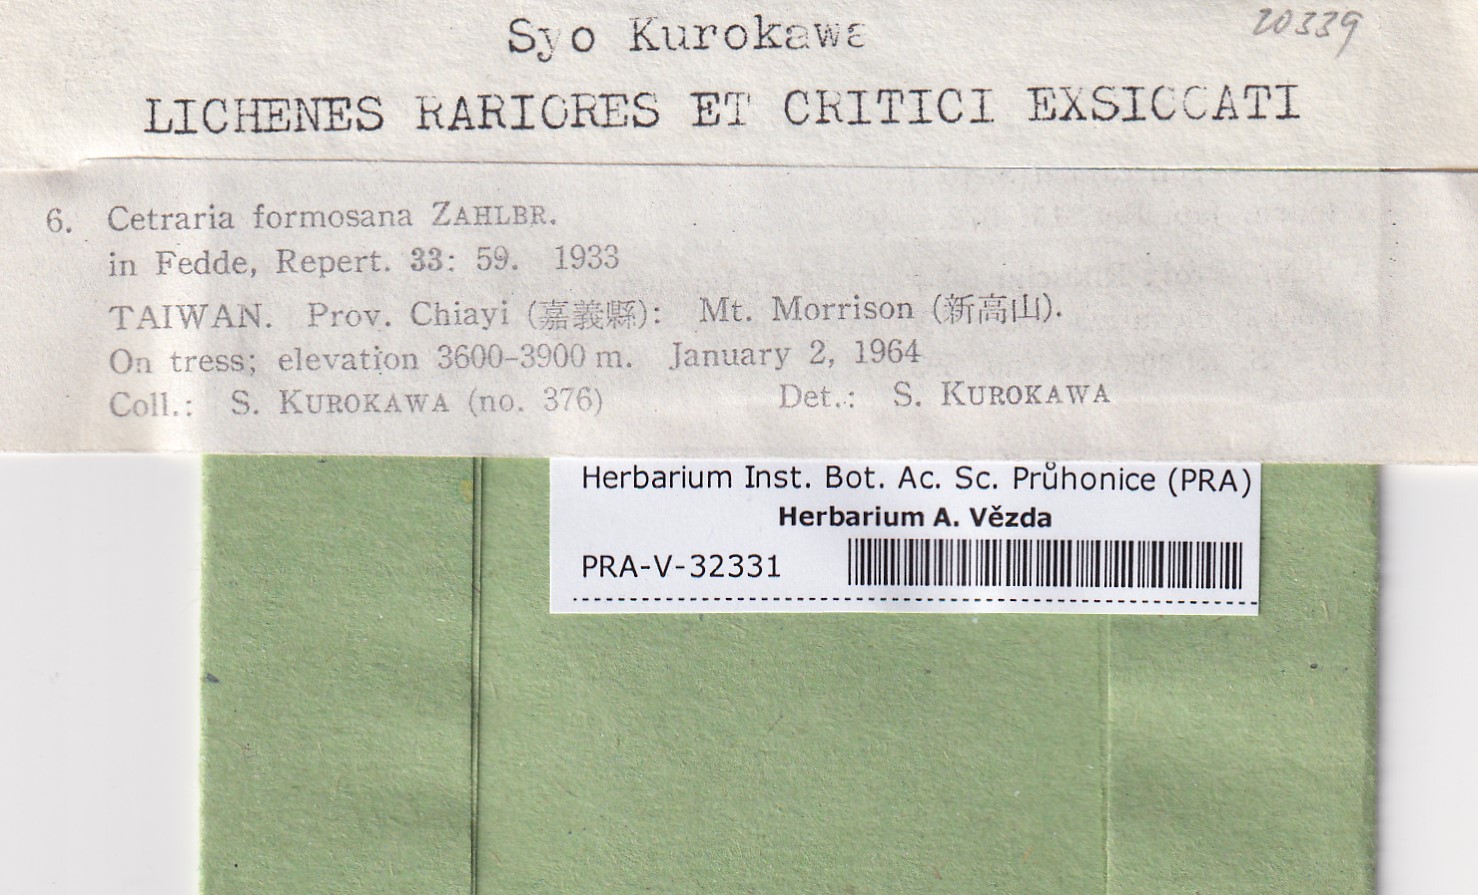 Syo Kurokawa
20339
LICHENES RARIORES ET CRITICI EXSICCATI
6. Cetraria formosana ZAHLBR.
in Fedde, Repert. 33: 59. 1933
TAIWAN. Prov. Chiayi (嘉義縣): Mt. Morrison (新高山).
On tress; elevation 3600-3900 m. January 2, 1964
Coll.: S. KUROKAWA (no. 376) Det.: S. KUROKAWA
Herbarium Inst. Bot. Ac. Sc. Průhonice (PRA)
Herbarium A. Vězda
PRA-V-32331